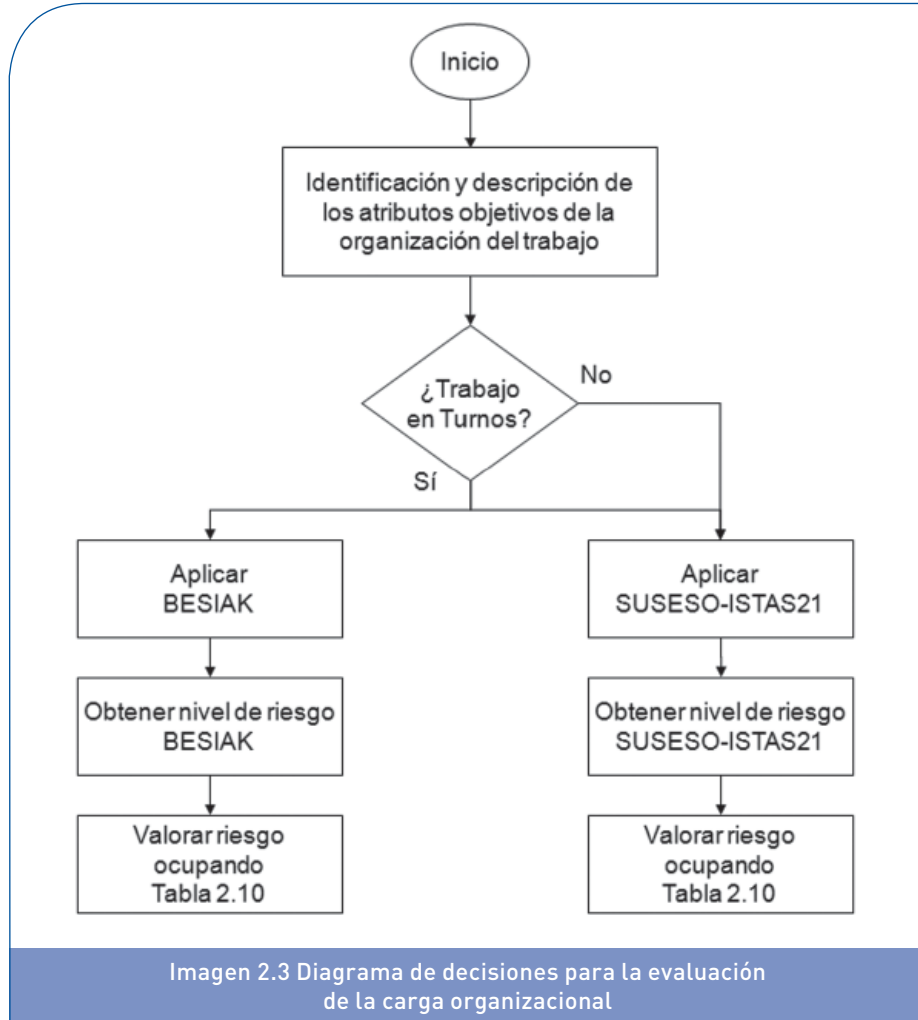 Inicio
Identificación y descripción de
los atributos objetivos de la
organización del trabajo
¿Trabajo
en Turnos?
No
Sí
Aplicar
BESIAK
Aplicar
SUSESO-ISTAS21
Obtener nivel de riesgo
BESIAK
Obtener nivel de riesgo
SUSESO-ISTAS21
Valorar riesgo
ocupando
Tabla 2.10
Valorar riesgo
ocupando
Tabla 2.10
Imagen 2.3 Diagrama de decisiones para la evaluación
de la carga organizacional